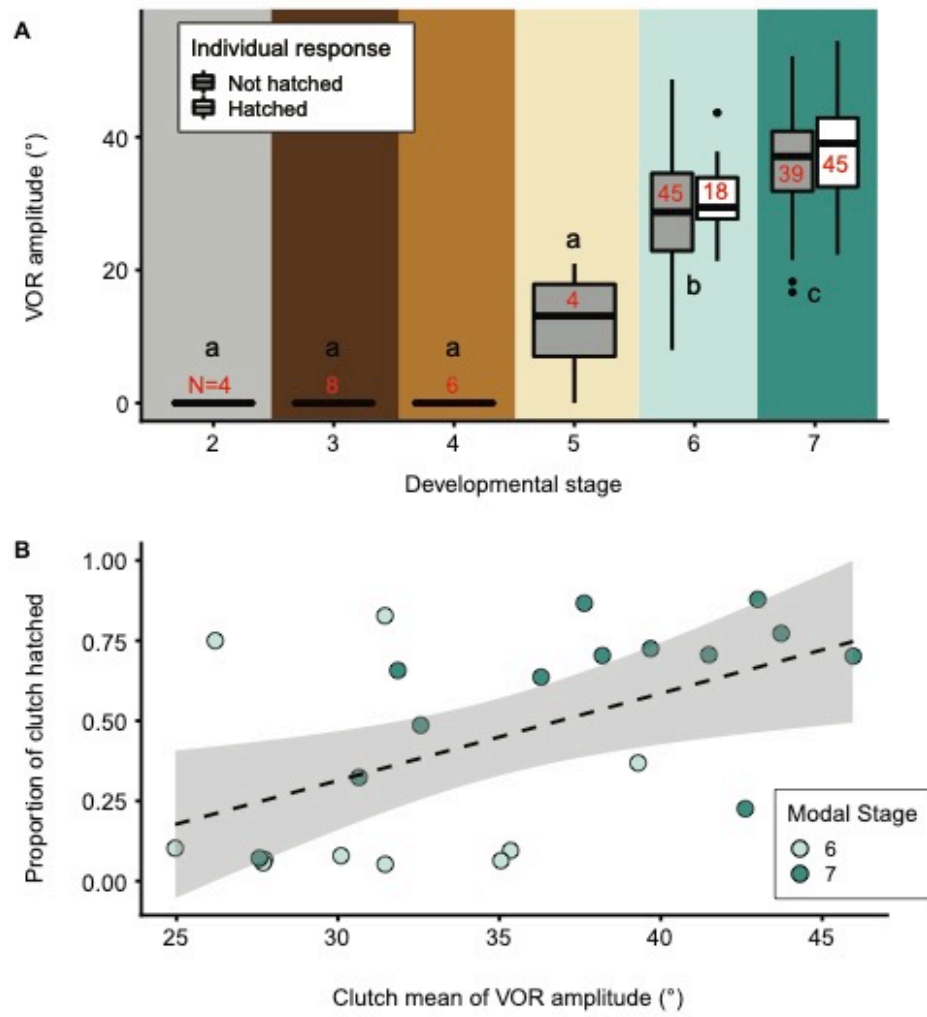 A
Individual response
Not hatched
Hatched
VOR amplitude (°)
40
20
0
a
N=4
a
8
a
6
a
4
45
18
b
39
45
c
2 3 4 5 6 7
Developmental stage
B
Proportion of clutch hatched
1.00
0.75
0.50
0.25
0.00
Modal Stage
6
7
25 30 35 40 45
Clutch mean of VOR amplitude (°)